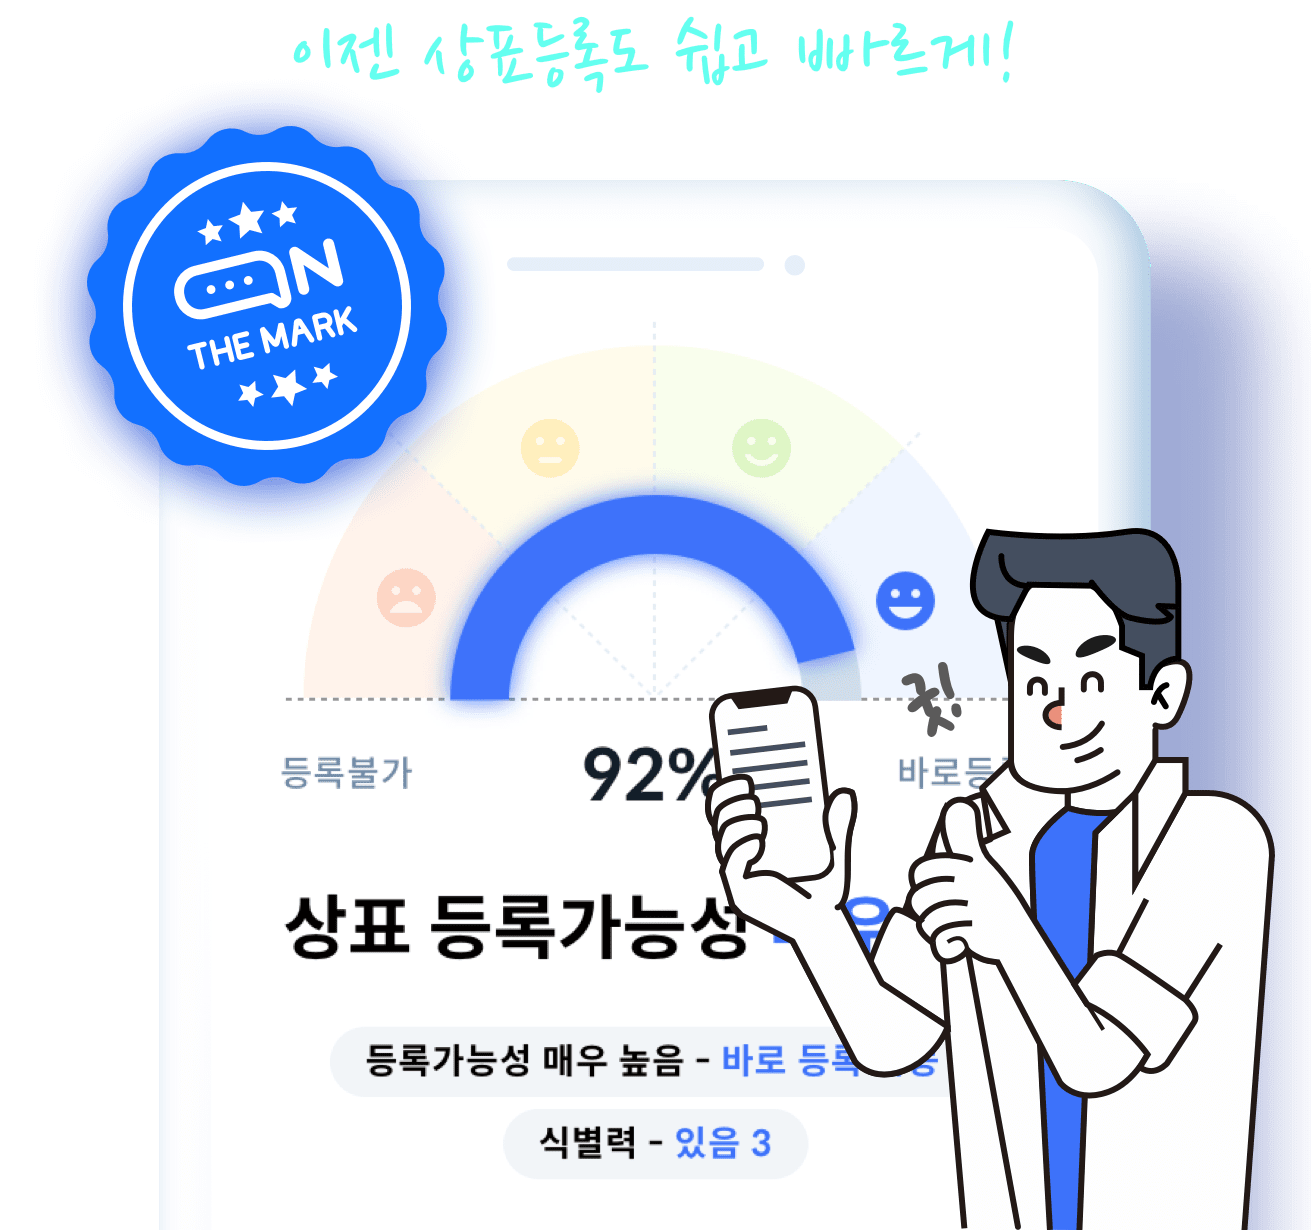 이젠 상표등록도 쉽고 빠르게!
ON
THE MARK
등록불가
92%
바로등
굿!
상표 등록가능성
등록가능성 매우 높음 - 바로 등록
식별력 - 있음 3